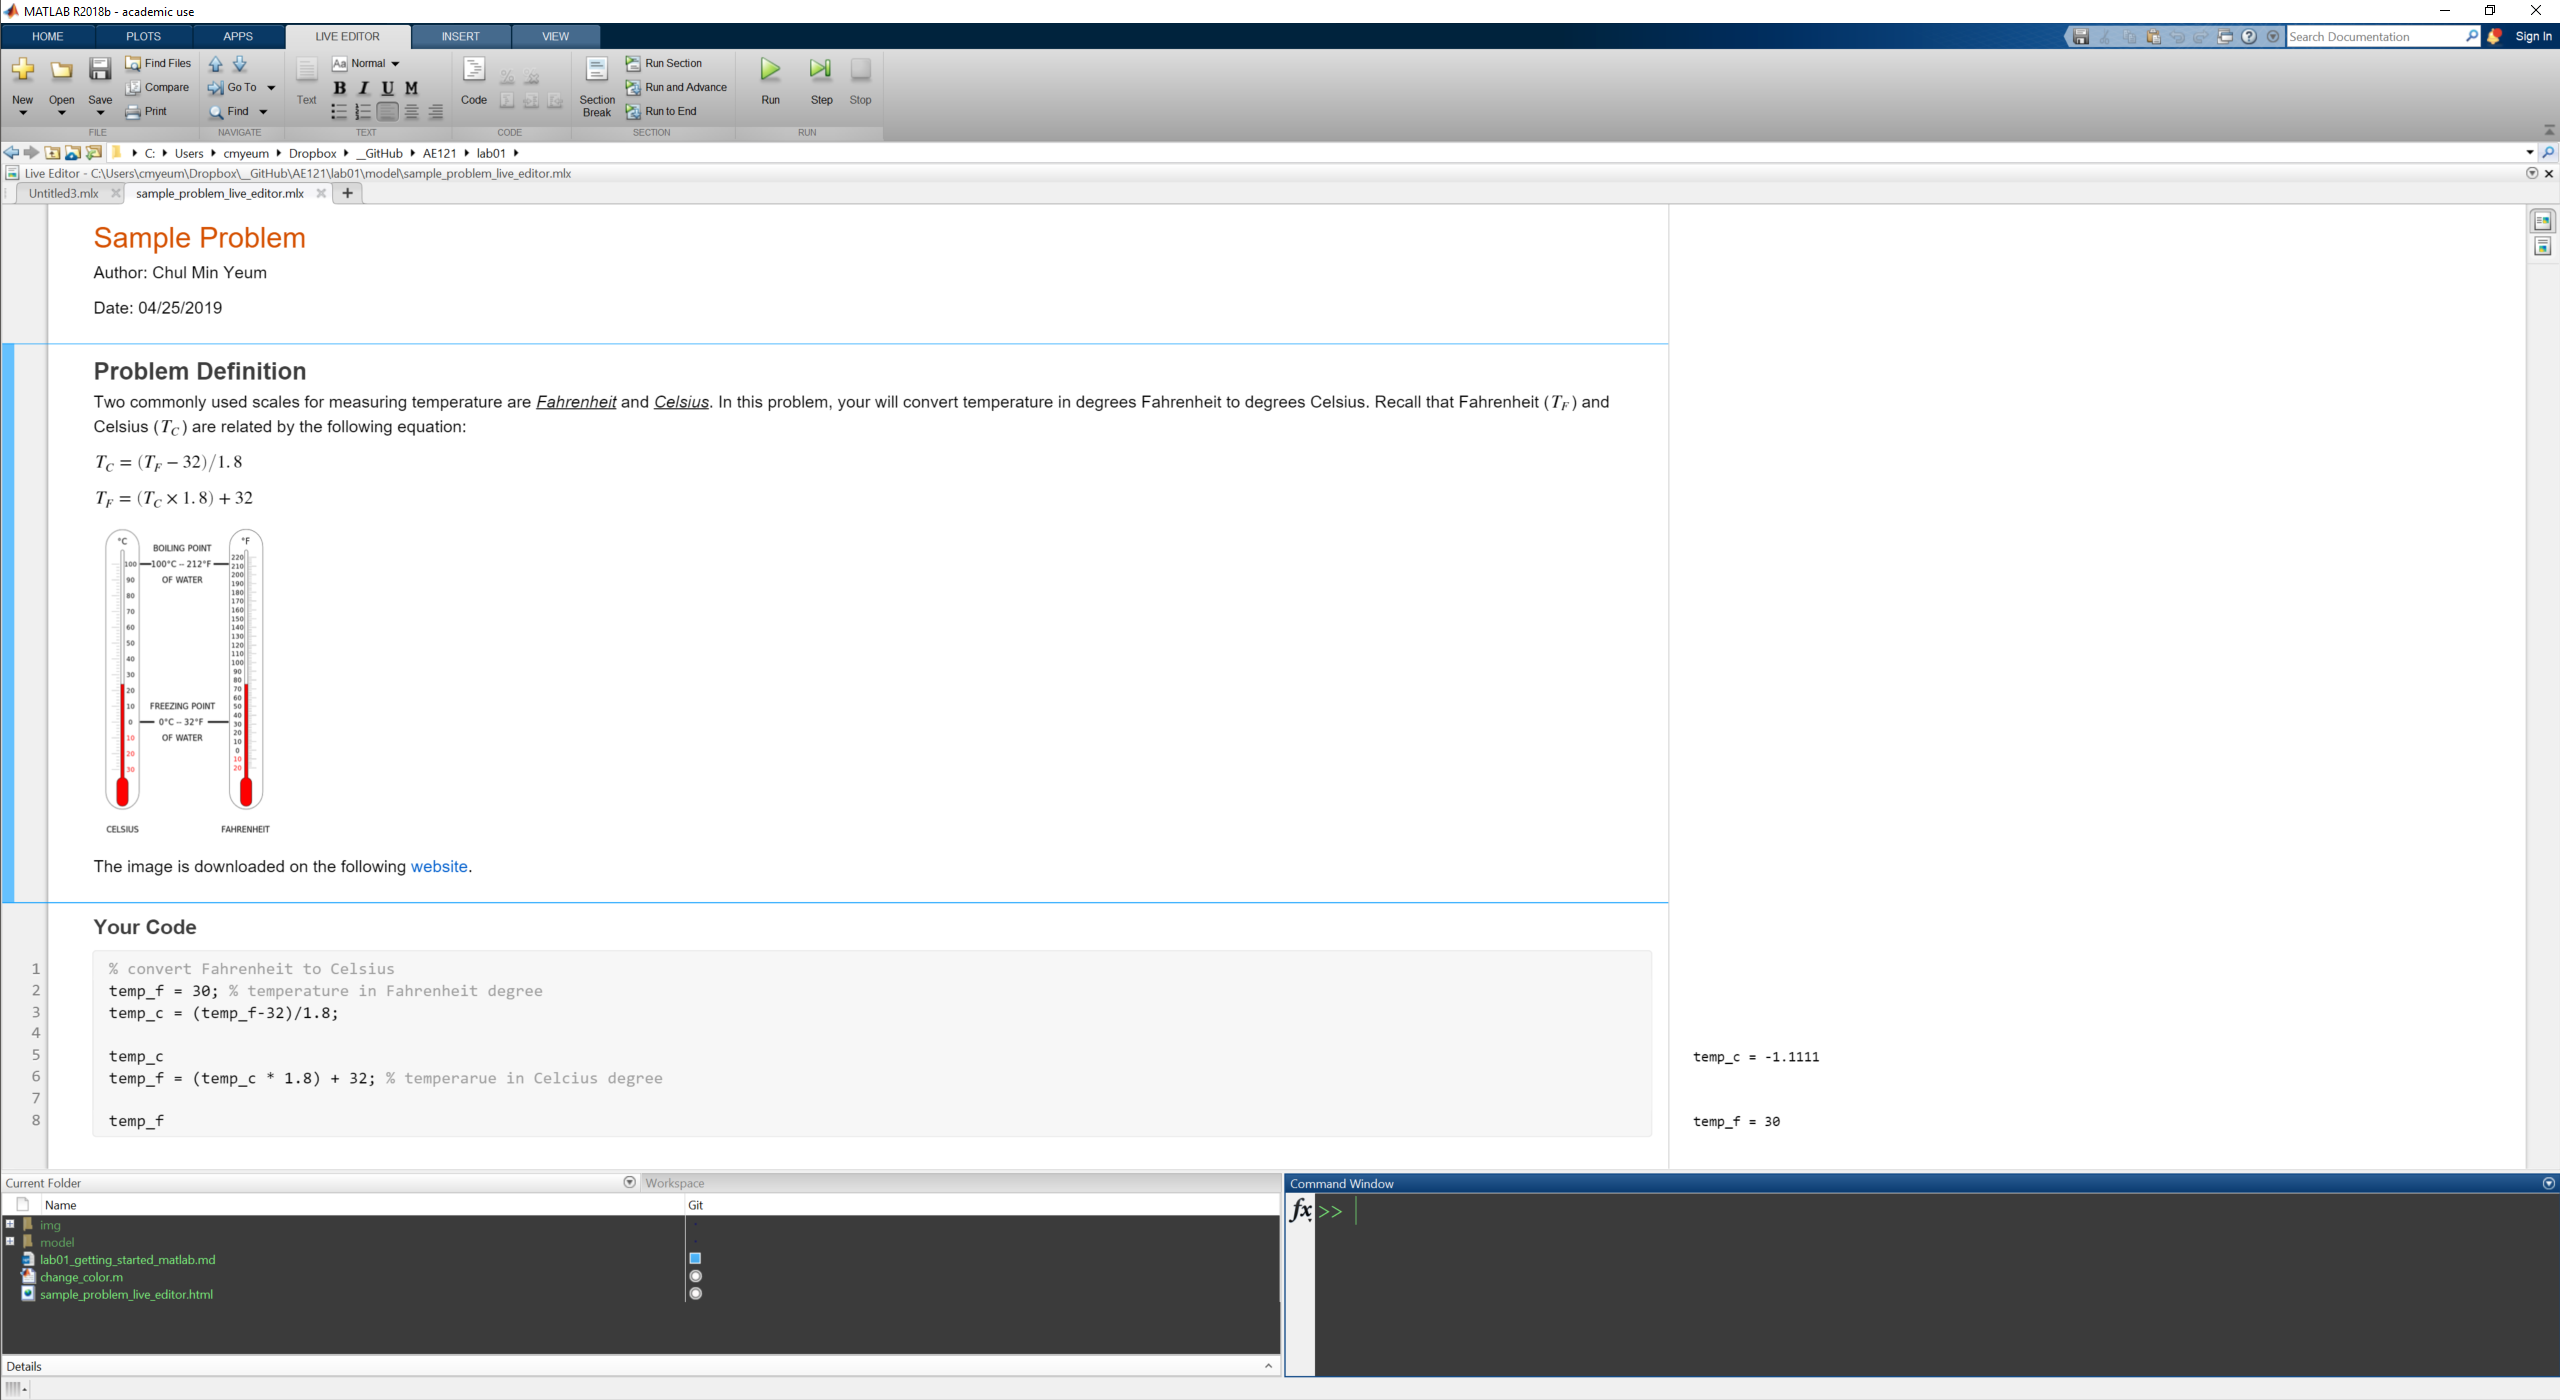 MATLAB R2018b - academic use
HOME PLOTS APPS LIVE EDITOR INSERT VIEW
Search Documentation
Sign In
New
Open
Save
Find Files
Compare
Print
FILE
Go To
Find
NAVIGATE
Text
Aa Normal
B I U M
TEXT
Code
CODE
Section Break
Run Section
Run and Advance
Run to End
SECTION
Run
Step
Stop
RUN
C: Users cmyeum Dropbox _GitHub AE121 lab01
Live Editor - C:\Users\cmyeum\Dropbox\_GitHub\AE121\lab01\model\sample_problem_live_editor.mlx
Untitled3.mlx sample_problem_live_editor.mlx +
Sample Problem
Author: Chul Min Yeum
Date: 04/25/2019
Problem Definition
Two commonly used scales for measuring temperature are Fahrenheit and Celsius. In this problem, your will convert temperature in degrees Fahrenheit to degrees Celsius. Recall that Fahrenheit (T_F) and
Celsius (T_C) are related by the following equation:
T_C = (T_F − 32)/1.8
T_F = (T_C × 1.8) + 32
°C
100
90
80
70
60
50
40
30
20
10
0
10
20
30
CELSIUS
BOILING POINT
100°C -- 212°F
OF WATER
FREEZING POINT
0°C -- 32°F
OF WATER
°F
220
210
200
190
180
170
160
150
140
130
120
110
100
90
80
70
60
50
40
30
20
10
0
10
20
FAHRENHEIT
The image is downloaded on the following website.
Your Code
1 % convert Fahrenheit to Celsius
2 temp_f = 30; % temperature in Fahrenheit degree
3 temp_c = (temp_f-32)/1.8;
4
5 temp_c
6 temp_f = (temp_c * 1.8) + 32; % temperarue in Celcius degree
7
8 temp_f
temp_c = -1.1111
temp_f = 30
Current Folder
Workspace
Name Git
img
model
lab01_getting_started_matlab.md
change_color.m
sample_problem_live_editor.html
Details
Command Window
fx >>